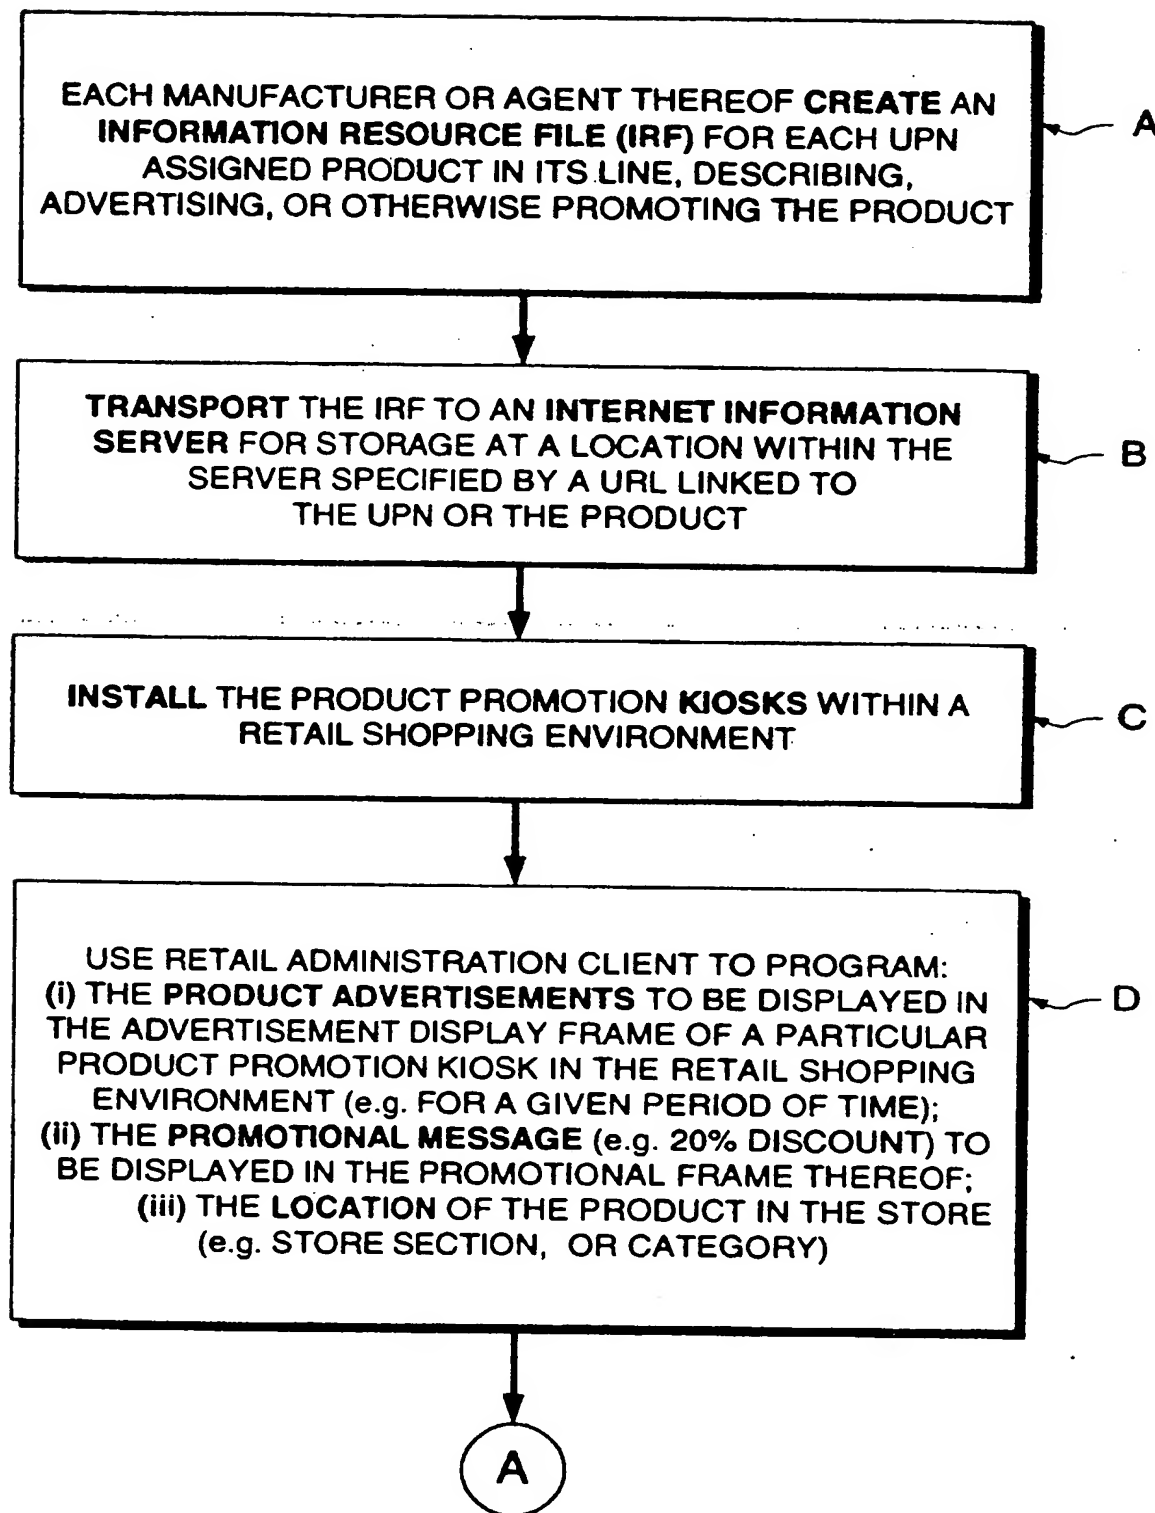 EACH MANUFACTURER OR AGENT THEREOF CREATE AN
INFORMATION RESOURCE FILE (IRF) FOR EACH UPN
ASSIGNED PRODUCT IN ITS LINE, DESCRIBING,
ADVERTISING, OR OTHERWISE PROMOTING THE PRODUCT
A
TRANSPORT THE IRF TO AN INTERNET INFORMATION
SERVER FOR STORAGE AT A LOCATION WITHIN THE
SERVER SPECIFIED BY A URL LINKED TO
THE UPN OR THE PRODUCT
B
INSTALL THE PRODUCT PROMOTION KIOSKS WITHIN A
RETAIL SHOPPING ENVIRONMENT
C
USE RETAIL ADMINISTRATION CLIENT TO PROGRAM:
(i) THE PRODUCT ADVERTISEMENTS TO BE DISPLAYED IN
THE ADVERTISEMENT DISPLAY FRAME OF A PARTICULAR
PRODUCT PROMOTION KIOSK IN THE RETAIL SHOPPING
ENVIRONMENT (e.g. FOR A GIVEN PERIOD OF TIME);
(ii) THE PROMOTIONAL MESSAGE (e.g. 20% DISCOUNT) TO
BE DISPLAYED IN THE PROMOTIONAL FRAME THEREOF;
(iii) THE LOCATION OF THE PRODUCT IN THE STORE
(e.g. STORE SECTION, OR CATEGORY)
D
A